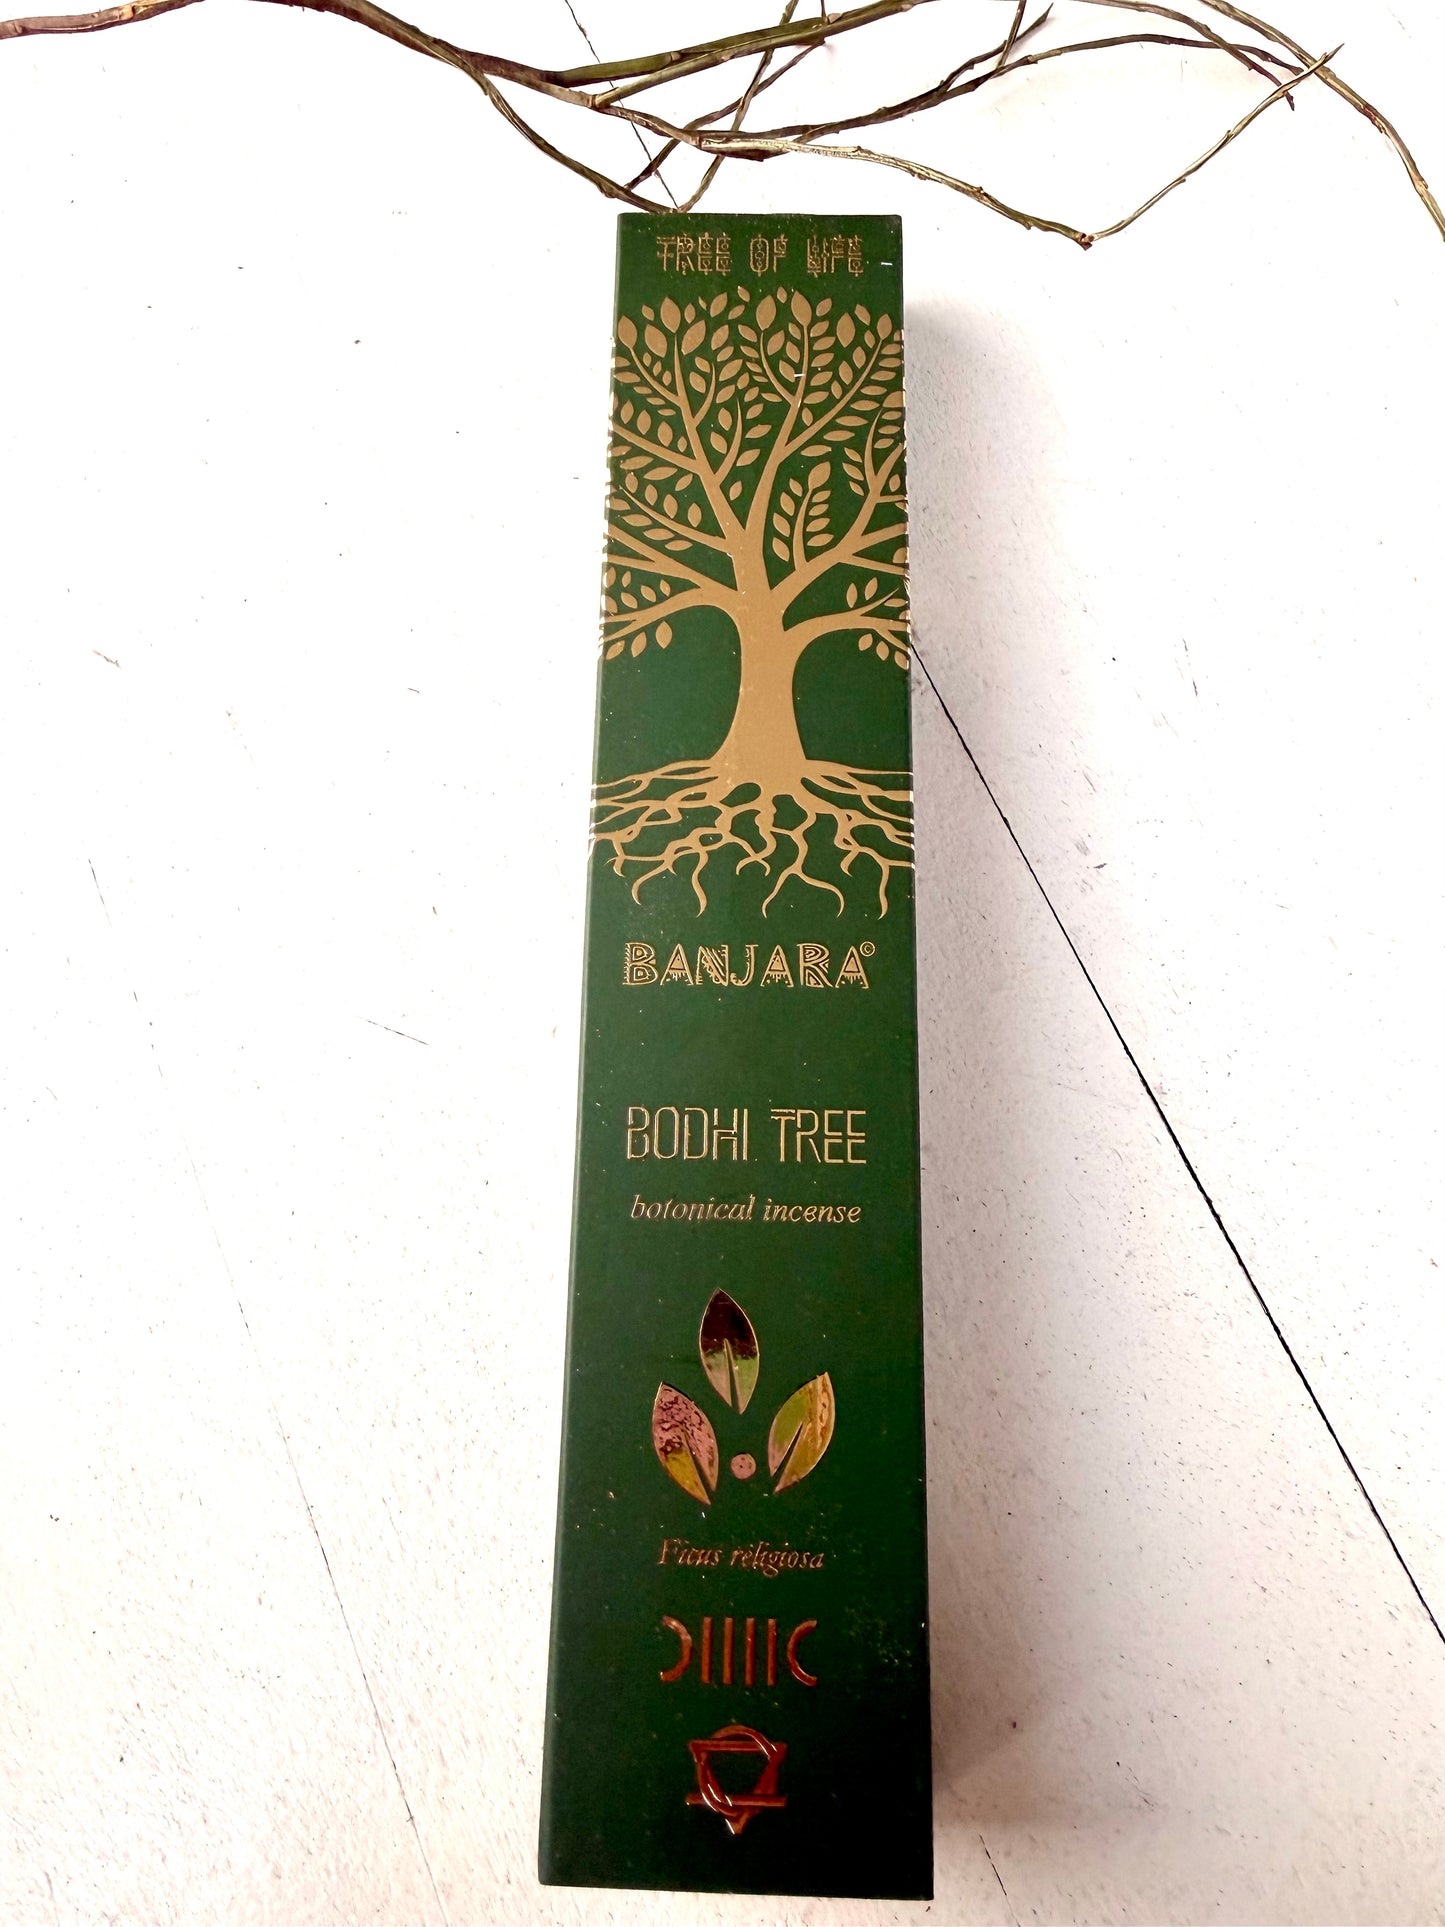 TREE OF LIFE
BANJARA©
BODHI TREE
botonical incense
Ficus religiosa